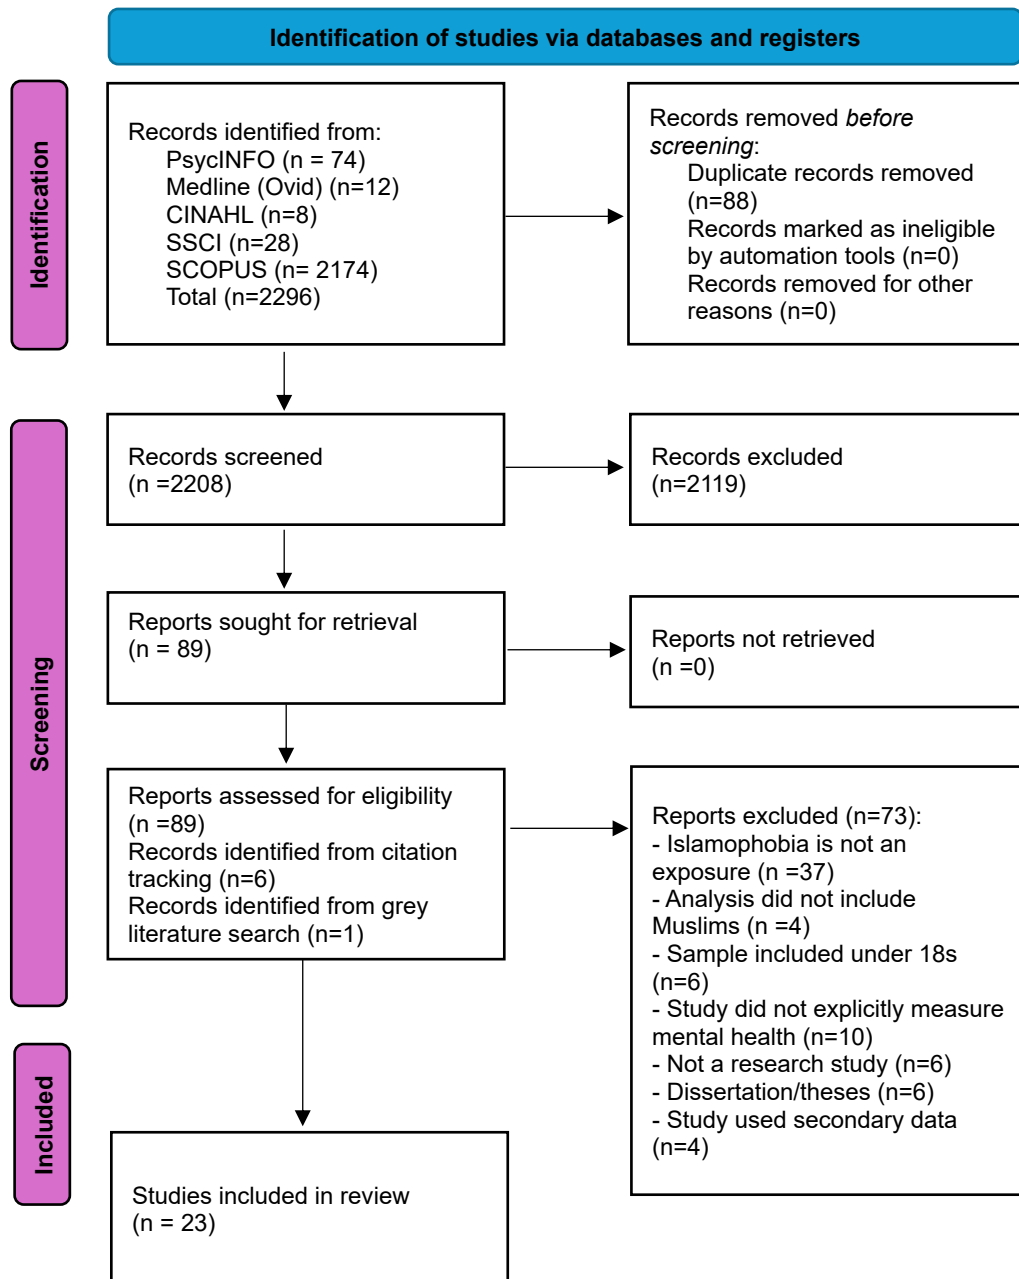 Identification of studies via databases and registers
Identification
Records identified from:
PsycINFO (n = 74)
Medline (Ovid) (n=12)
CINAHL (n=8)
SSCI (n=28)
SCOPUS (n= 2174)
Total (n=2296)
Records removed before
screening:
Duplicate records removed
(n=88)
Records marked as ineligible
by automation tools (n=0)
Records removed for other
reasons (n=0)
Screening
Records screened
(n =2208)
Records excluded
(n=2119)
Reports sought for retrieval
(n = 89)
Reports not retrieved
(n =0)
Reports assessed for eligibility
(n =89)
Records identified from citation
tracking (n=6)
Records identified from grey
literature search (n=1)
Reports excluded (n=73):
- Islamophobia is not an
exposure (n =37)
- Analysis did not include
Muslims (n =4)
- Sample included under 18s
(n=6)
- Study did not explicitly measure
mental health (n=10)
- Not a research study (n=6)
- Dissertation/theses (n=6)
- Study used secondary data
(n=4)
Included
Studies included in review
(n = 23)